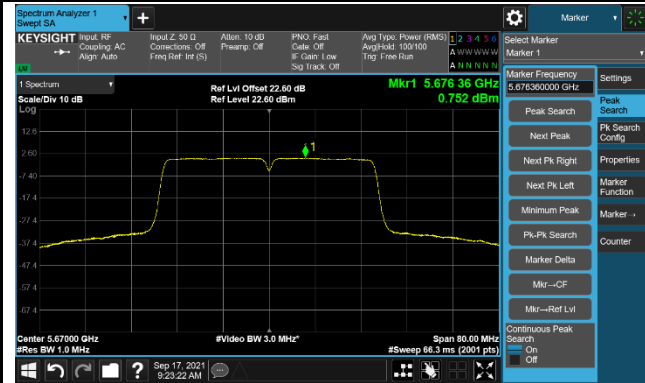 Spectrum Analyzer 1
Swept SA
+
Marker
KEYSIGHT
Input: RF
Coupling: AC
Align: Auto
Input Z: 50 Ω
Corrections: Off
Freq Ref: Int (S)
Atten: 10 dB
Preamp: Off
PNO: Fast
Gate: Off
IF Gain: Low
Sig Track: Off
Avg Type: Power (RMS)
Avg|Hold: 100/100
Trig: Free Run
1 2 3 4 5 6
A W W W W W
A N N N N N
LXI
Select Marker
Marker 1
1 Spectrum
Scale/Div 10 dB
Log
Ref Lvl Offset 22.60 dB
Ref Level 22.60 dBm
Mkr1 5.676 36 GHz
0.752 dBm
12.6
2.60
-7.40
-17.4
-27.4
-37.4
-47.4
-57.4
-67.4
1
Center 5.67000 GHz
#Res BW 1.0 MHz
#Video BW 3.0 MHz*
Span 80.00 MHz
#Sweep 66.3 ms (2001 pts)
Marker Frequency
5.676360000 GHz
Peak Search
Next Peak
Next Pk Right
Next Pk Left
Minimum Peak
Pk-Pk Search
Marker Delta
Mkr→CF
Mkr→Ref Lvl
Continuous Peak
Search
On
Off
Settings
Peak
Search
Pk Search
Config
Properties
Marker
Function
Marker→
Counter
?
Sep 17, 2021
9:23:22 AM